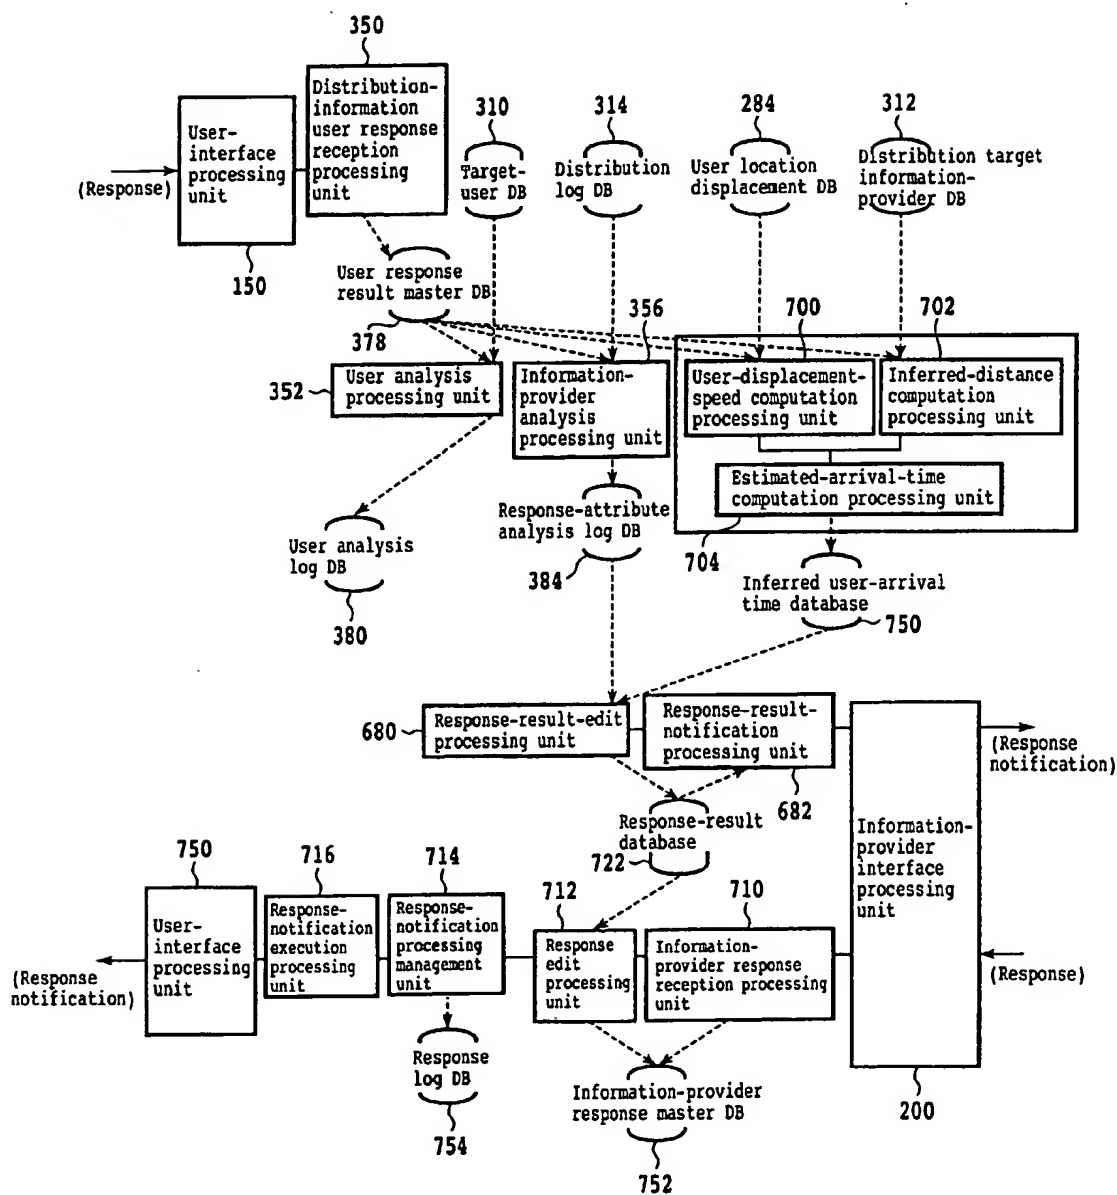 350
Distribution-
information
user response
reception
processing
unit
User-
interface
processing
unit
(Response)
150
310
Target-
user DB
314
Distribution
log DB
284
User location
displacement DB
312
Distribution target
information-
provider DB
User response
result master DB
378
356
700
702
352
User analysis
processing unit
Information-
provider
analysis
processing unit
User-displacement-
speed computation
processing unit
Inferred-distance
computation
processing unit
Estimated-arrival-time
computation processing unit
704
User analysis
log DB
380
Response-attribute
analysis log DB
384
Inferred user-arrival
time database
750
680
Response-result-edit
processing unit
Response-result-
notification
processing unit
682
(Response
notification)
Response-result
database
722
Information-
provider
interface
processing
unit
750
716
714
712
710
User-
interface
processing
unit
Response-
notification
execution
processing
unit
Response-
notification
processing
management
unit
Response
edit
processing
unit
Information-
provider response
reception processing
unit
(Response
notification)
(Response)
Response
log DB
754
Information-provider
response master DB
752
200